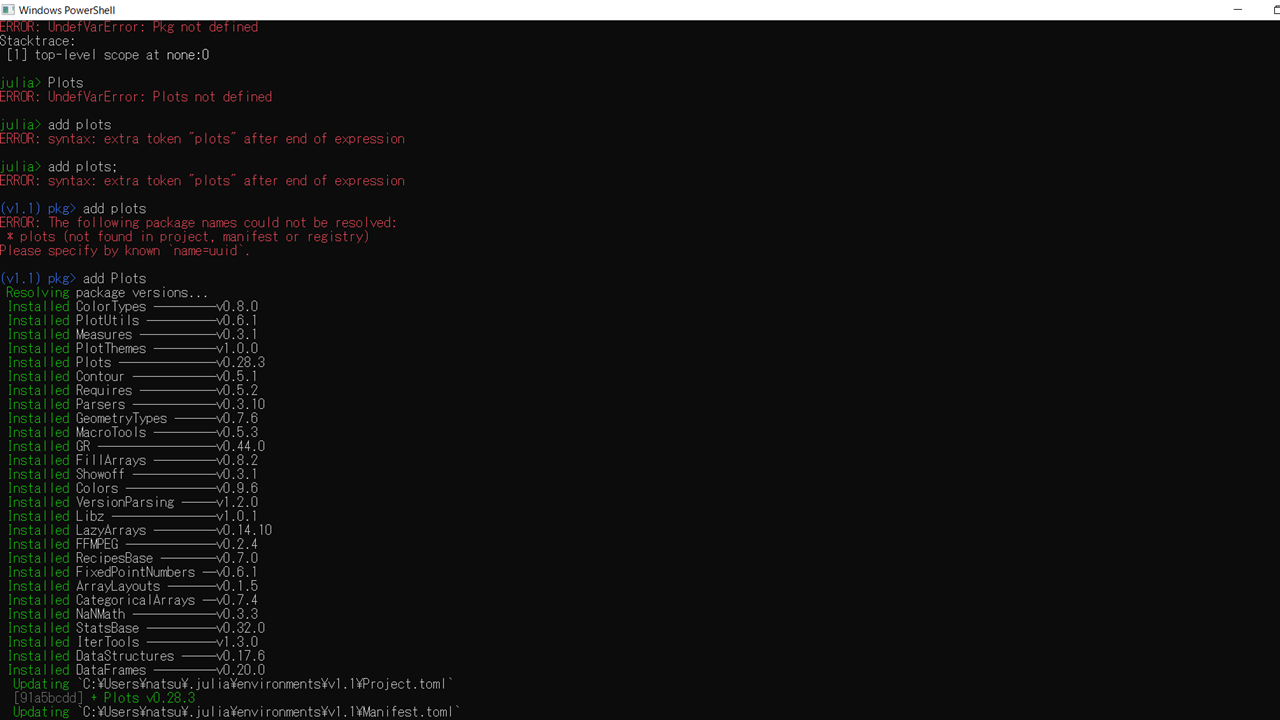 Windows PowerShell
ERROR: UndefVarError: Pkg not defined
Stacktrace:
 [1] top-level scope at none:0
julia> Plots
ERROR: UndefVarError: Plots not defined
julia> add plots
ERROR: syntax: extra token "plots" after end of expression
julia> add plots;
ERROR: syntax: extra token "plots" after end of expression
(v1.1) pkg> add plots
ERROR: The following package names could not be resolved:
 * plots (not found in project, manifest or registry)
Please specify by known `name=uuid`.
(v1.1) pkg> add Plots
 Resolving package versions...
 Installed ColorTypes ─────────v0.8.0
 Installed PlotUtils ──────────v0.6.1
 Installed Measures ───────────v0.3.1
 Installed PlotThemes ─────────v1.0.0
 Installed Plots ──────────────v0.28.3
 Installed Contour ────────────v0.5.1
 Installed Requires ───────────v0.5.2
 Installed Parsers ────────────v0.3.10
 Installed GeometryTypes ──────v0.7.6
 Installed MacroTools ─────────v0.5.3
 Installed GR ─────────────────v0.44.0
 Installed FillArrays ─────────v0.8.2
 Installed Showoff ────────────v0.3.1
 Installed Colors ─────────────v0.9.6
 Installed VersionParsing ─────v1.2.0
 Installed Libz ───────────────v1.0.1
 Installed LazyArrays ─────────v0.14.10
 Installed FFMPEG ─────────────v0.2.4
 Installed RecipesBase ────────v0.7.0
 Installed FixedPointNumbers ──v0.6.1
 Installed ArrayLayouts ───────v0.1.5
 Installed CategoricalArrays ──v0.7.4
 Installed NaNMath ────────────v0.3.3
 Installed StatsBase ──────────v0.32.0
 Installed IterTools ──────────v1.3.0
 Installed DataStructures ─────v0.17.6
 Installed DataFrames ─────────v0.20.0
  Updating `C:¥Users¥natsu¥.julia¥environments¥v1.1¥Project.toml`
  [91a5bcdd] + Plots v0.28.3
  Updating `C:¥Users¥natsu¥.julia¥environments¥v1.1¥Manifest.toml`